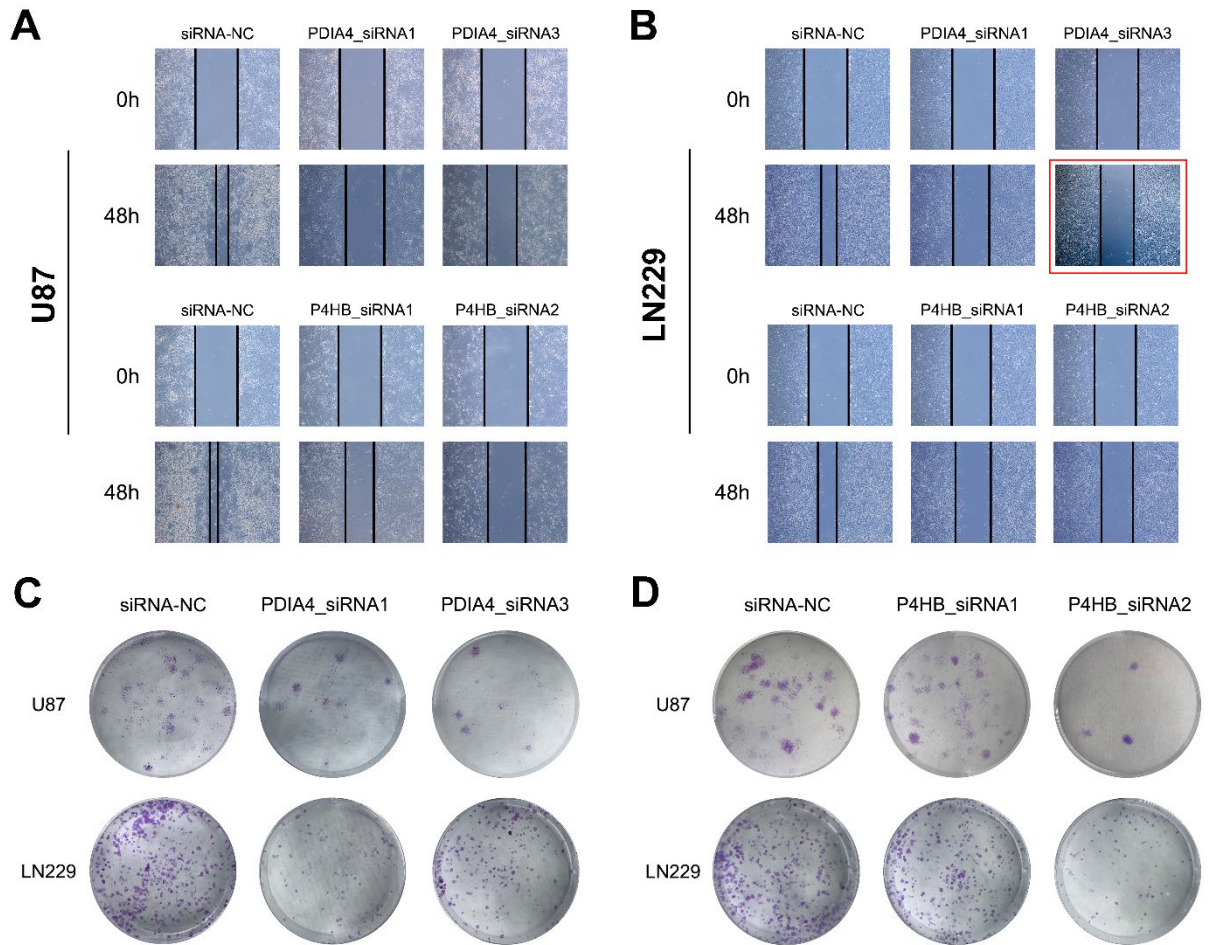 A
siRNA-NC PDIA4_siRNA1 PDIA4_siRNA3
0h
48h
U87
siRNA-NC P4HB_siRNA1 P4HB_siRNA2
0h
48h
B
siRNA-NC PDIA4_siRNA1 PDIA4_siRNA3
0h
48h
LN229
siRNA-NC P4HB_siRNA1 P4HB_siRNA2
0h
48h
C
siRNA-NC PDIA4_siRNA1 PDIA4_siRNA3
U87
LN229
D
siRNA-NC P4HB_siRNA1 P4HB_siRNA2
U87
LN229